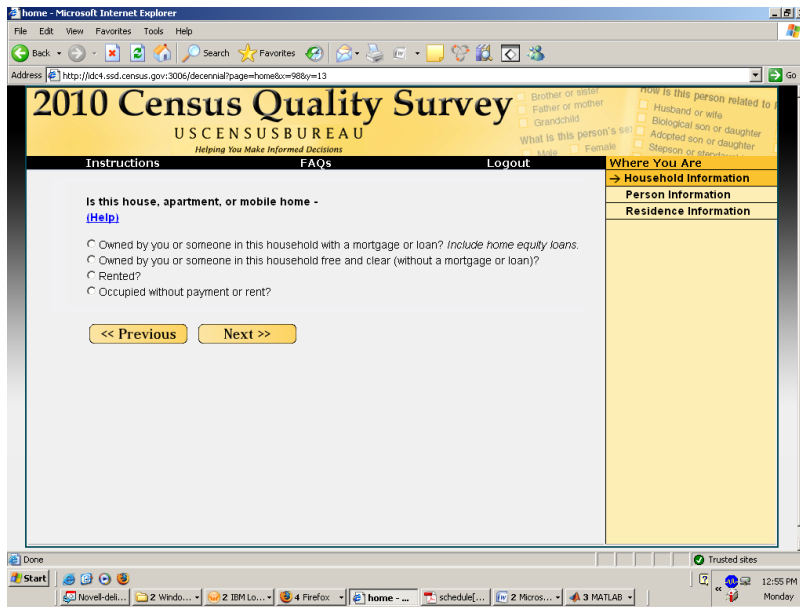 home - Microsoft Internet Explorer
File Edit View Favorites Tools Help
Back Search Favorites
Address http://idc4.ssd.census.gov:3006/decennial?page=home&x=98&y=13 Go
2010 Census Quality Survey
USCENSUSBUREAU
Helping You Make Informed Decisions
Brother or sister
Father or mother
Grandchild
What is this person's sex
Male Female
How is this person related to
Husband or wife
Biological son or daughter
Adopted son or daughter
Stepson or stepdaughter
Instructions FAQs Logout
Where You Are
→ Household Information
Person Information
Residence Information
Is this house, apartment, or mobile home -
(Help)
Owned by you or someone in this household with a mortgage or loan? Include home equity loans.
Owned by you or someone in this household free and clear (without a mortgage or loan)?
Rented?
Occupied without payment or rent?
<< Previous Next >>
Done Trusted sites
Start 12:55 PM
Novell-deli... 2 Windo... 2 IBM Lo... 4 Firefox home - ... schedule[... 2 Micros... 3 MATLAB Monday